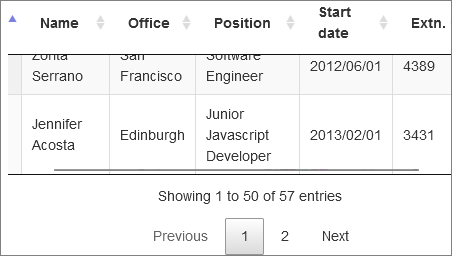 Name Office Position Start date Extn.
Zorita Serrano San Francisco Software Engineer 2012/06/01 4389
Jennifer Acosta Edinburgh Junior Javascript Developer 2013/02/01 3431
Showing 1 to 50 of 57 entries
Previous 1 2 Next